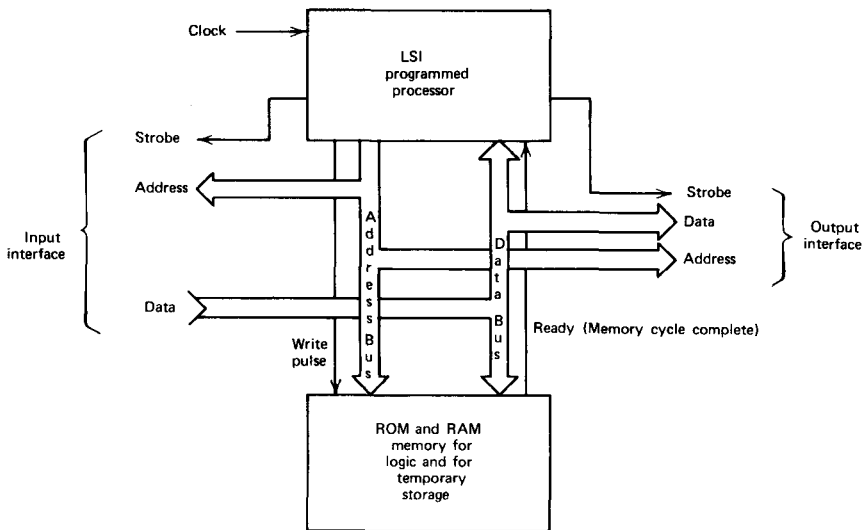 Clock
LSI
programmed
processor
Strobe
Address
Input
interface
Data
Write
pulse
Address Bus
Data Bus
Strobe
Data
Address
Output
interface
Ready (Memory cycle complete)
ROM and RAM
memory for
logic and for
temporary
storage